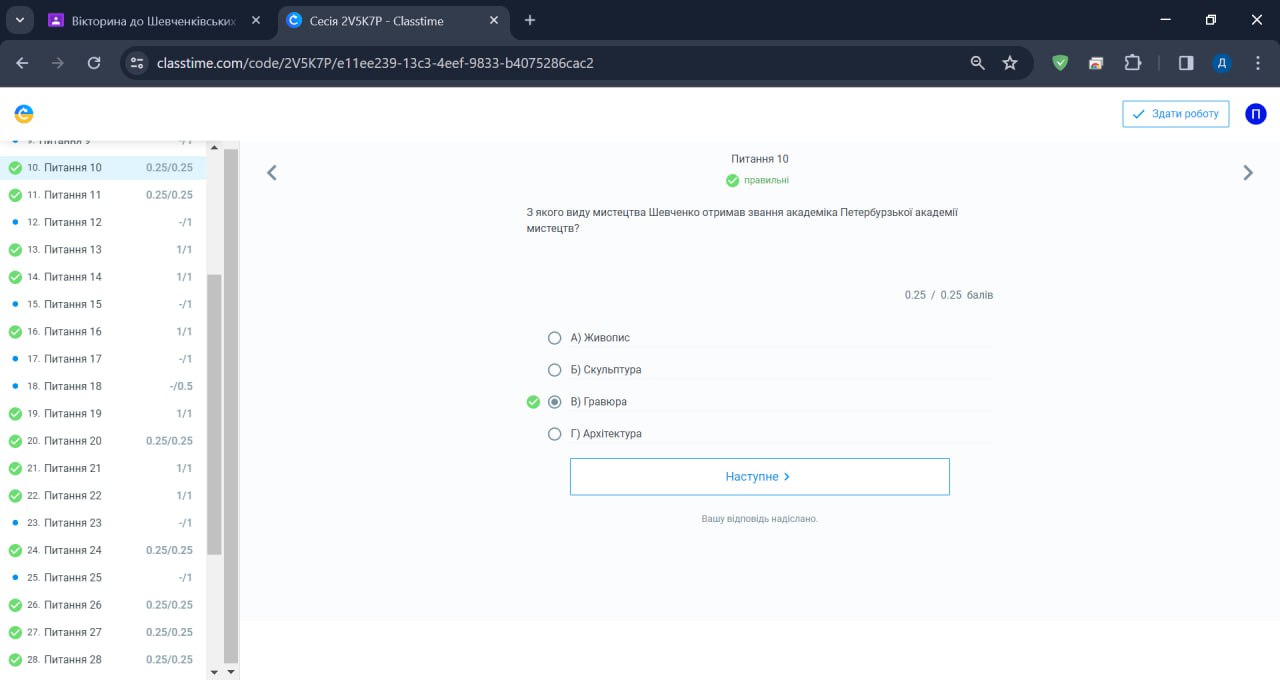 Вікторина до Шевченківських
Сесія 2V5K7P - Classtime
classtime.com/code/2V5K7P/e11ee239-13c3-4eef-9833-b4075286cac2
Д
Здати роботу
П
9. Питання 9 -/1
10. Питання 10 0.25/0.25
11. Питання 11 0.25/0.25
12. Питання 12 -/1
13. Питання 13 1/1
14. Питання 14 1/1
15. Питання 15 -/1
16. Питання 16 1/1
17. Питання 17 -/1
18. Питання 18 -/0.5
19. Питання 19 1/1
20. Питання 20 0.25/0.25
21. Питання 21 1/1
22. Питання 22 1/1
23. Питання 23 -/1
24. Питання 24 0.25/0.25
25. Питання 25 -/1
26. Питання 26 0.25/0.25
27. Питання 27 0.25/0.25
28. Питання 28 0.25/0.25
Питання 10
правильні
З якого виду мистецтва Шевченко отримав звання академіка Петербурзької академії
мистецтв?
0.25 / 0.25 балів
А) Живопис
Б) Скульптура
В) Гравюра
Г) Архітектура
Наступне
Вашу відповідь надіслано.